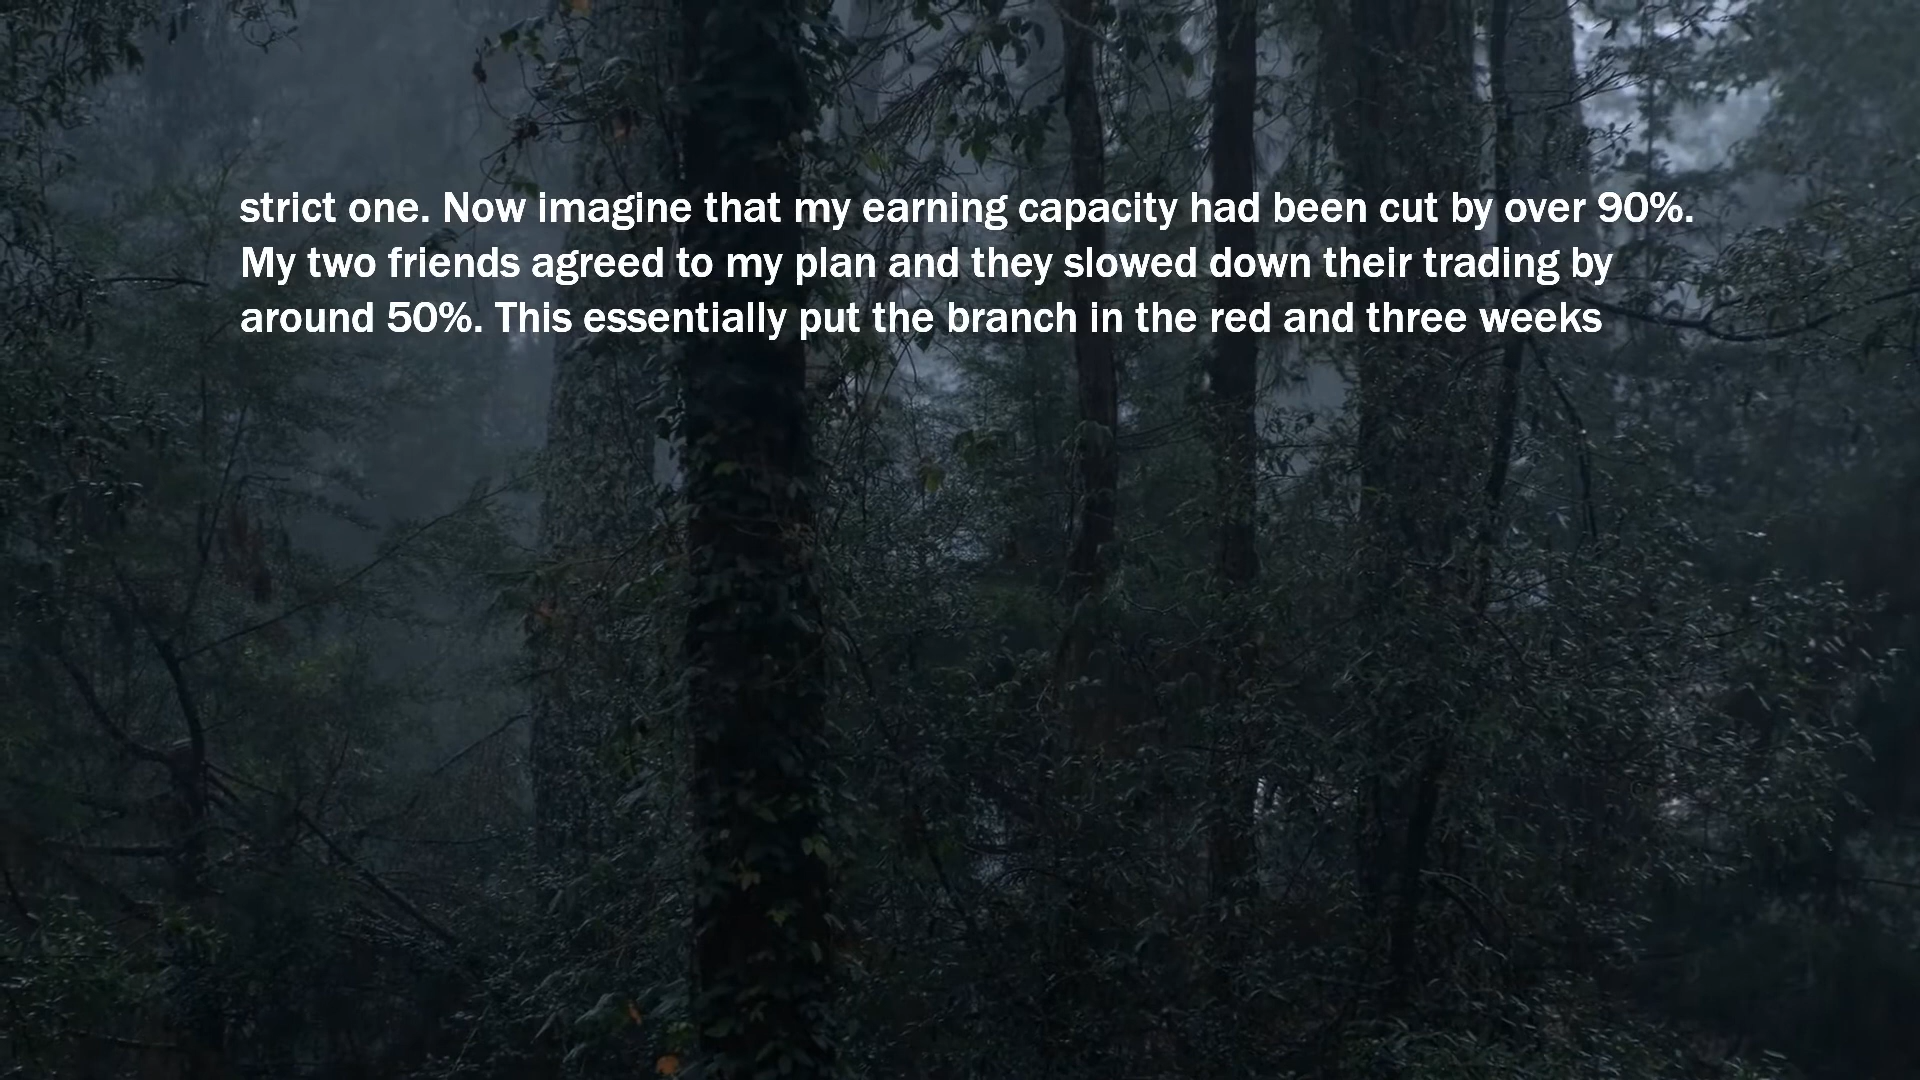 strict one. Now imagine that my earning capacity had been cut by over 90%.
My two friends agreed to my plan and they slowed down their trading by
around 50%. This essentially put the branch in the red and three weeks